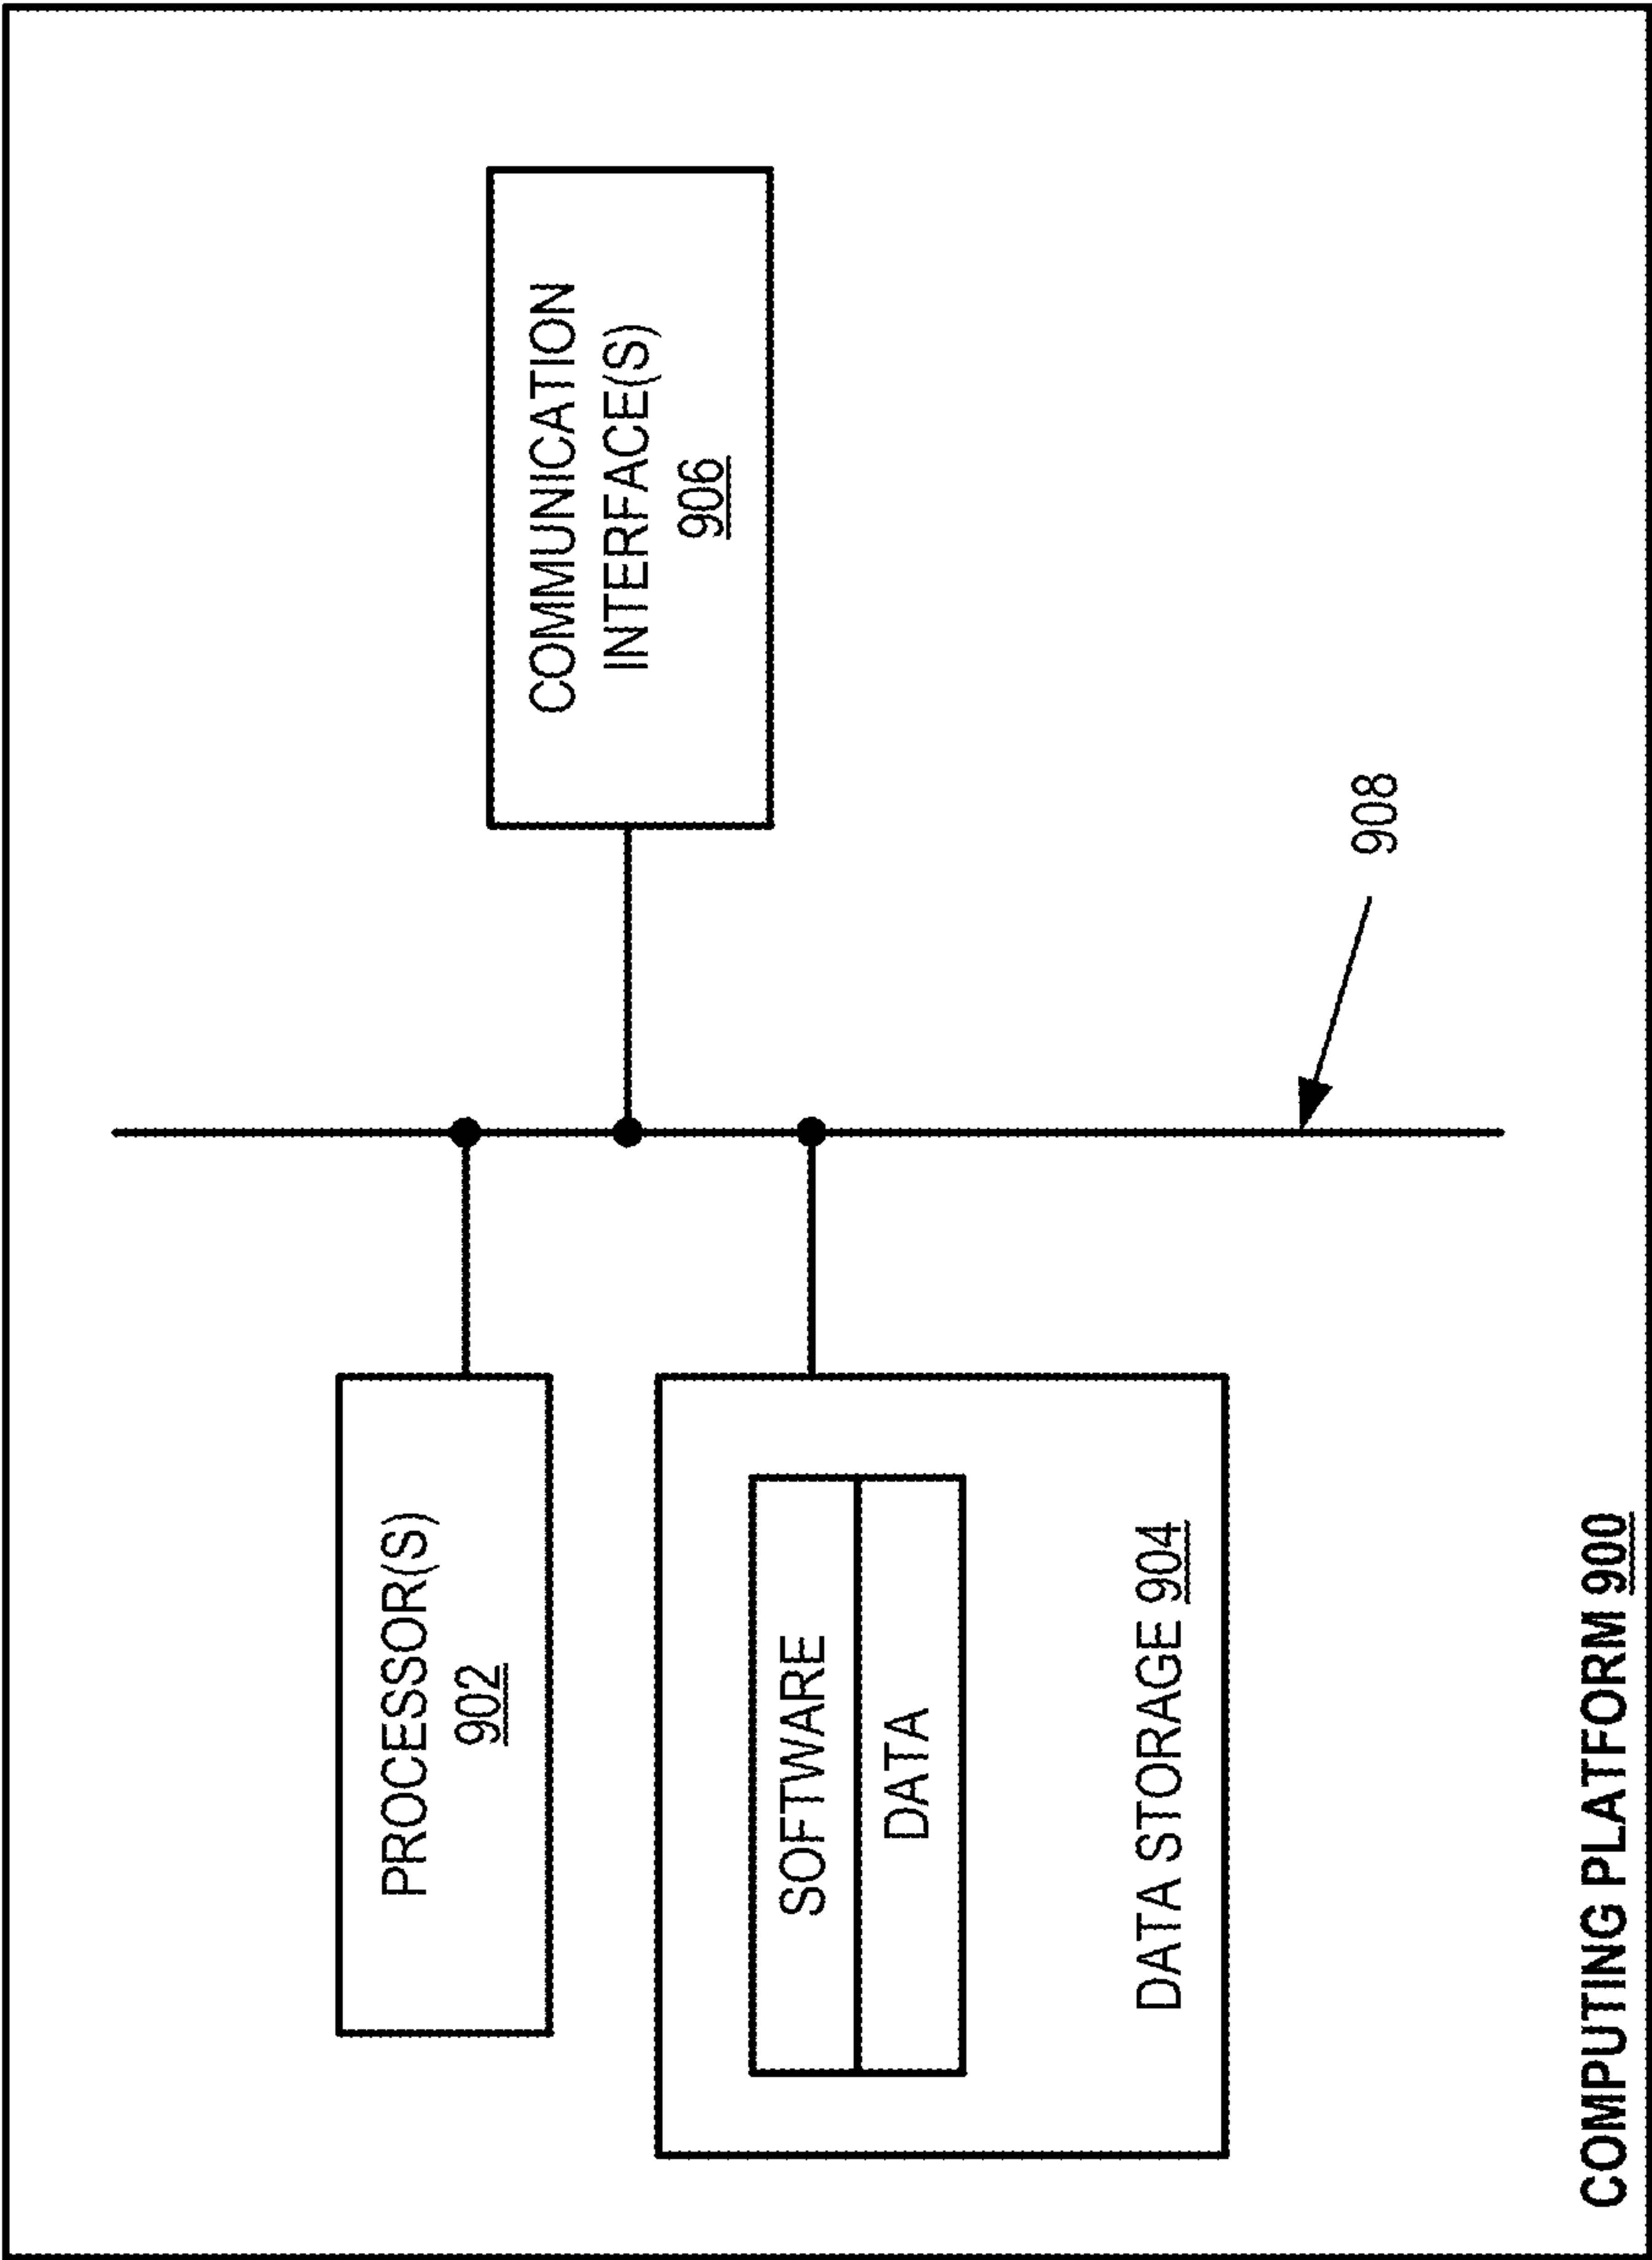 PROCESSOR(S)
902
SOFTWARE
DATA
DATA STORAGE 904
COMMUNICATION
INTERFACE(S)
906
908
COMPUTING PLATFORM 900